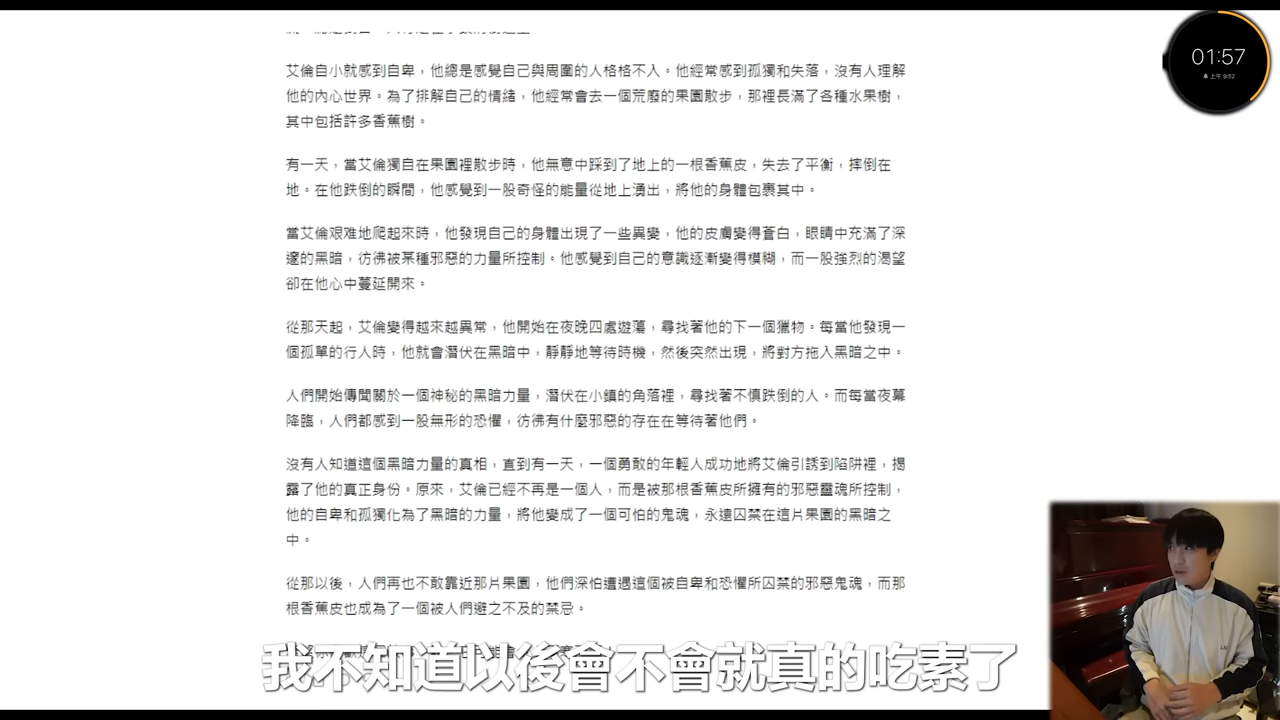 01:57
上午 9:02
艾倫自小就感到自卑，他總是感覺自己與周圍的人格格不入。他經常感到孤獨和失落，沒有人理解
他的內心世界。為了排解自己的情緒，他經常會去一個荒廢的果園散步，那裡長滿了各種水果樹，
其中包括許多香蕉樹。
有一天，當艾倫獨自在果園裡散步時，他無意中踩到了地上的一根香蕉皮，失去了平衡，摔倒在
地。在他跌倒的瞬間，他感覺到一股奇怪的能量從地上湧出，將他的身體包裹其中。
當艾倫艰难地爬起來時，他發現自己的身體出現了一些異變，他的皮膚變得蒼白，眼睛中充滿了深
邃的黑暗，彷彿被某種邪惡的力量所控制。他感覺到自己的意識逐漸變得模糊，而一股強烈的渴望
卻在他心中蔓延開來。
從那天起，艾倫變得越來越異常，他開始在夜晚四處遊蕩，尋找著他的下一個獵物。每當他發現一
個孤單的行人時，他就會潛伏在黑暗中，靜靜地等待時機，然後突然出現，將對方拖入黑暗之中。
人們開始傳聞關於一個神秘的黑暗力量，潛伏在小鎮的角落裡，尋找著不慎跌倒的人。而每當夜幕
降臨，人們都感到一股無形的恐懼，彷彿有什麼邪惡的存在在等待著他們。
沒有人知道這個黑暗力量的真相，直到有一天，一個勇敢的年輕人成功地將艾倫引誘到陷阱裡，揭
露了他的真正身份。原來，艾倫已經不再是一個人，而是被那根香蕉皮所擁有的邪惡靈魂所控制，
他的自卑和孤獨化為了黑暗的力量，將他變成了一個可怕的鬼魂，永遠囚禁在這片果園的黑暗之
中。
從那以後，人們再也不敢靠近那片果園，他們深怕遭遇這個被自卑和恐懼所囚禁的邪惡鬼魂，而那
根香蕉皮也成為了一個被人們避之不及的禁忌。
我不知道以後會不會就真的吃素了